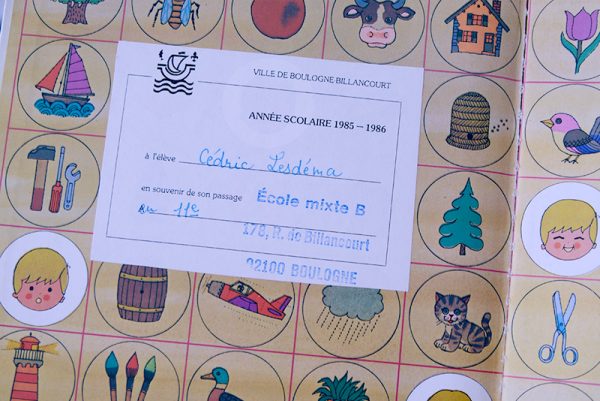 VILLE DE BOULOGNE BILLANCOURT
ANNÉE SCOLAIRE 1985 – 1986
à l'élève Cédric Lesdéma
en souvenir de son passage École mixte B
en 11e
178, R. de Billancourt
92100 BOULOGNE